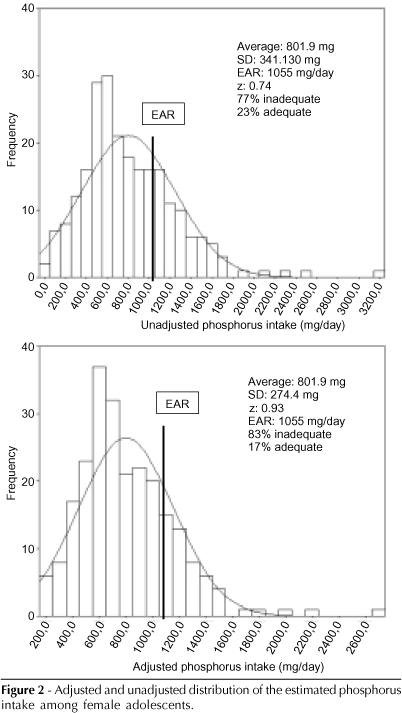 40
30
20
10
0
Frequency
Average: 801.9 mg
SD: 341.130 mg
EAR: 1055 mg/day
z: 0.74
77% inadequate
23% adequate
EAR
0,0
200,0
400,0
600,0
800,0
1000,0
1200,0
1400,0
1600,0
1800,0
2000,0
2200,0
2400,0
2600,0
2800,0
3000,0
3200,0
Unadjusted phosphorus intake (mg/day)
40
30
20
10
0
Frequency
Average: 801.9 mg
SD: 274.4 mg
z: 0.93
EAR: 1055 mg/day
83% inadequate
17% adequate
EAR
200,0
400,0
600,0
800,0
1000,0
1200,0
1400,0
1600,0
1800,0
2000,0
2200,0
2400,0
2600,0
Adjusted phosphorus intake (mg/day)
Figure 2 - Adjusted and unadjusted distribution of the estimated phosphorus
intake among female adolescents.